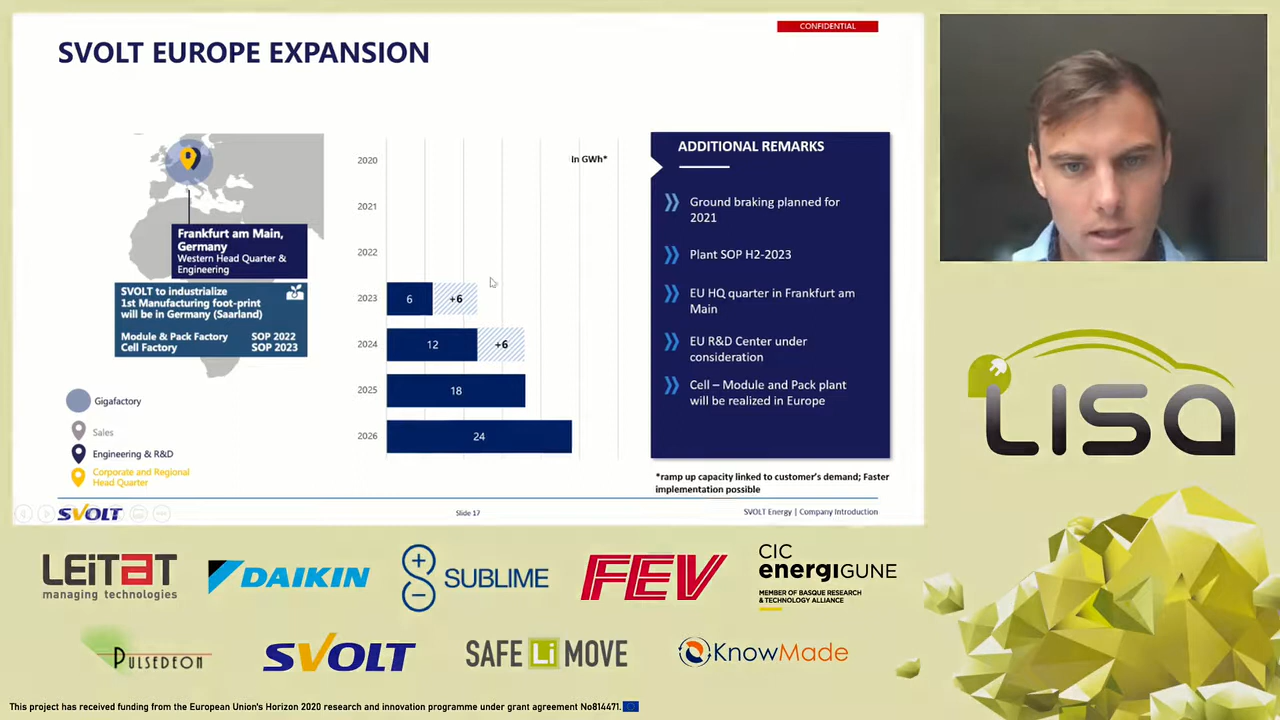 CONFIDENTIAL
SVOLT EUROPE EXPANSION
Frankfurt am Main,
Germany
Western Head Quarter &
Engineering
SVOLT to industrialize
1st Manufacturing foot-print
will be in Germany (Saarland)
Module & Pack Factory SOP 2022
Cell Factory SOP 2023
Gigafactory
Sales
Engineering & R&D
Corporate and Regional
Head Quarter
In GWh*
2020
2021
2022
2023 6 +6
2024 12 +6
2025 18
2026 24
ADDITIONAL REMARKS
Ground braking planned for
2021
Plant SOP H2-2023
EU HQ quarter in Frankfurt am
Main
EU R&D Center under
consideration
Cell – Module and Pack plant
will be realized in Europe
*ramp up capacity linked to customer's demand; Faster
implementation possible
SVOLT
Slide 17
SVOLT Energy | Company Introduction
LISA
LEITAT
managing technologies
DAIKIN
SUBLIME
FEV
CIC
energiGUNE
MEMBER OF BASQUE RESEARCH
& TECHNOLOGY ALLIANCE
PULSEDEON
SVOLT
SAFE Li MOVE
KnowMade
This project has received funding from the European Union's Horizon 2020 research and innovation programme under grant agreement No814471.